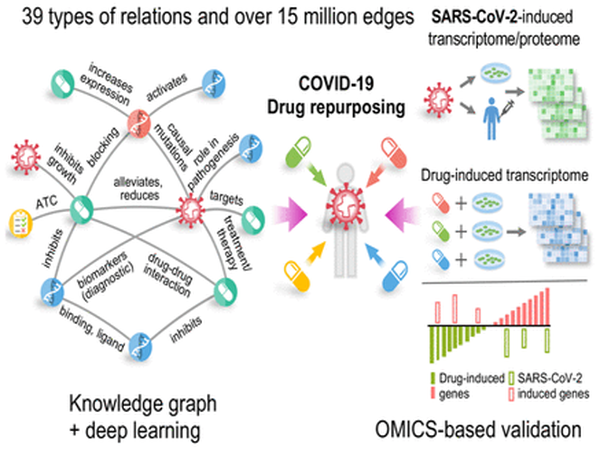 39 types of relations and over 15 million edges
increases
expression
activates
inhibits
growth
blocking
causal
mutations
role in
pathogenesis
ATC
alleviates,
reduces
targets
treatment/
therapy
inhibits
biomarkers
(diagnostic)
drug-drug
interaction
binding, ligand
inhibits
Knowledge graph
+ deep learning
COVID-19
Drug repurposing
SARS-CoV-2-induced
transcriptome/proteome
Drug-induced transcriptome
+
+
+
Drug-induced
genes
SARS-CoV-2
induced genes
OMICS-based validation